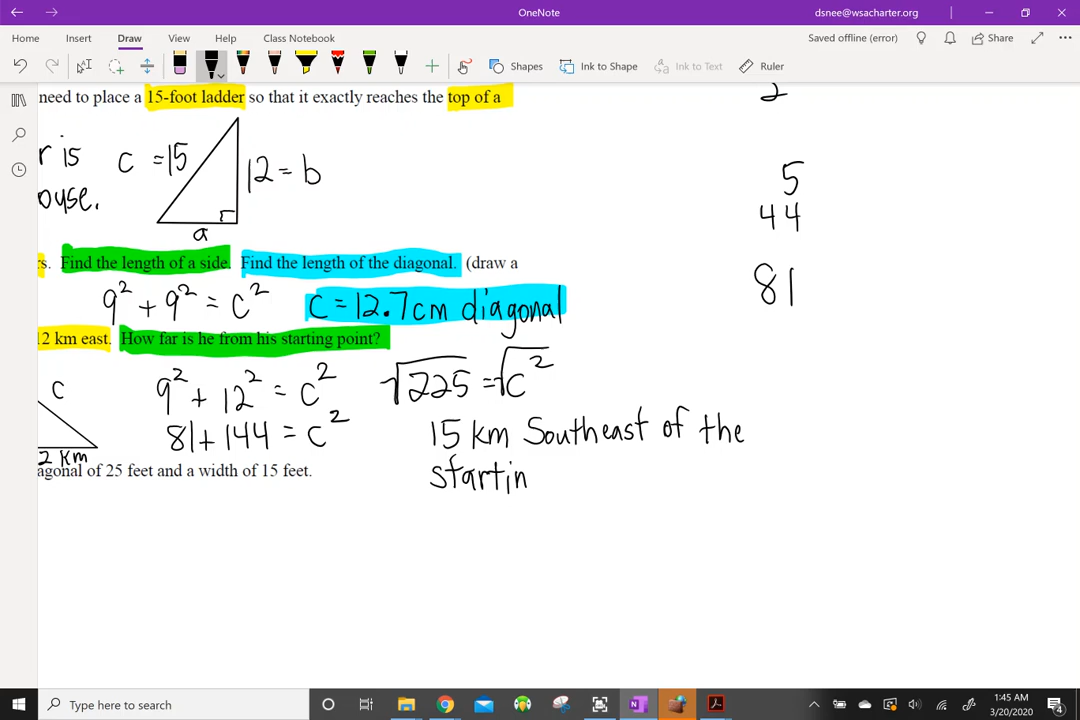 OneNote
dsnee@wsacharter.org
Home Insert Draw View Help Class Notebook
Saved offline (error) Share
Shapes Ink to Shape Ink to Text Ruler
need to place a 15-foot ladder so that it exactly reaches the top of a
2
r is
ouse.
c = 15
12 = b
a
5
44
81
s. Find the length of a side. Find the length of the diagonal. (draw a
9² + 9² = c² c = 12.7cm diagonal
12 km east. How far is he from his starting point?
c
9² + 12² = c² √225 = √c²
81 + 144 = c²
15 km Southeast of the
startin
2 km
agonal of 25 feet and a width of 15 feet.
Type here to search
1:45 AM
3/20/2020
4